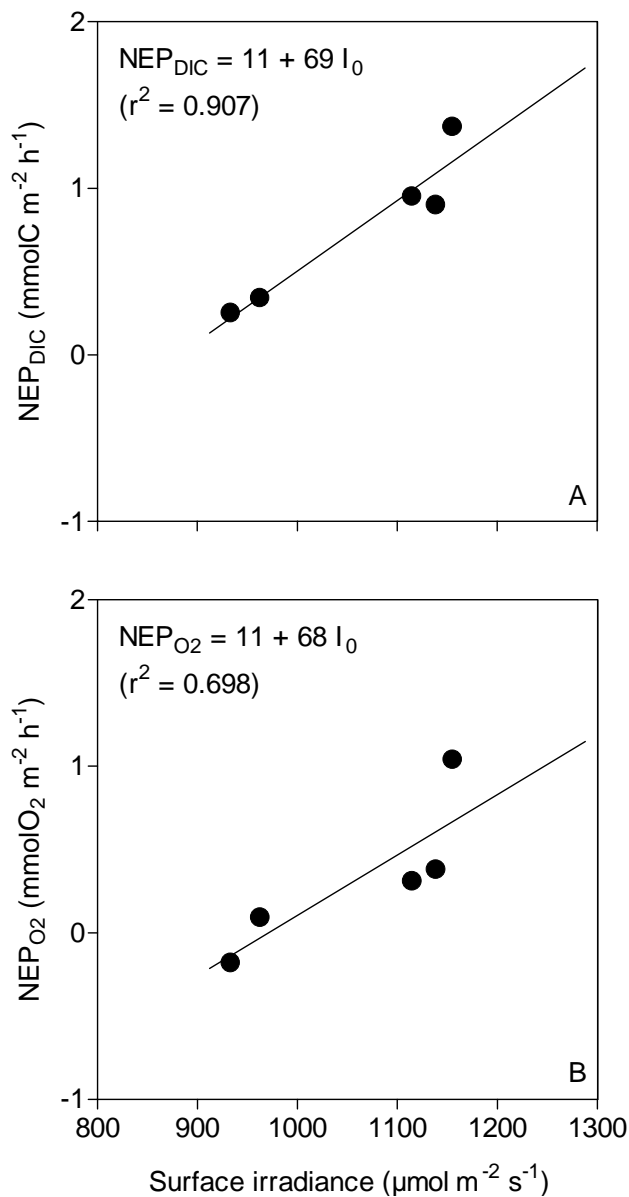 2
NEP_DIC = 11 + 69 I_0
(r^2 = 0.907)
1
0
-1
NEP_DIC (mmolC m^-2 h^-1)
A
2
NEP_O2 = 11 + 68 I_0
(r^2 = 0.698)
1
0
-1
NEP_O2 (mmolO_2 m^-2 h^-1)
B
800 900 1000 1100 1200 1300
Surface irradiance (µmol m^-2 s^-1)